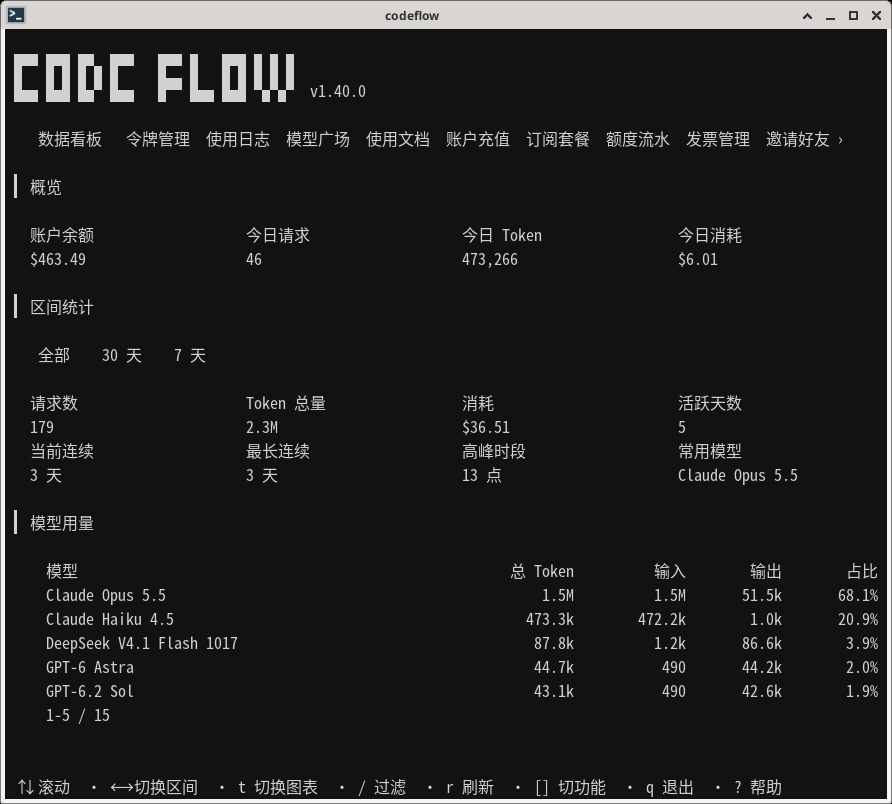 codeflow
CODC FLOW v1.40.0
数据看板 令牌管理 使用日志 模型广场 使用文档 账户充值 订阅套餐 额度流水 发票管理 邀请好友 ›
概览
账户余额 今日请求 今日 Token 今日消耗
$463.49 46 473,266 $6.01
区间统计
全部 30 天 7 天
请求数 Token 总量 消耗 活跃天数
179 2.3M $36.51 5
当前连续 最长连续 高峰时段 常用模型
3 天 3 天 13 点 Claude Opus 5.5
模型用量
模型 总 Token 输入 输出 占比
Claude Opus 5.5 1.5M 1.5M 51.5k 68.1%
Claude Haiku 4.5 473.3k 472.2k 1.0k 20.9%
DeepSeek V4.1 Flash 1017 87.8k 1.2k 86.6k 3.9%
GPT-6 Astra 44.7k 490 44.2k 2.0%
GPT-6.2 Sol 43.1k 490 42.6k 1.9%
1-5 / 15
↑↓ 滚动 · ←→切换区间 · t 切换图表 · / 过滤 · r 刷新 · [] 切功能 · q 退出 · ? 帮助